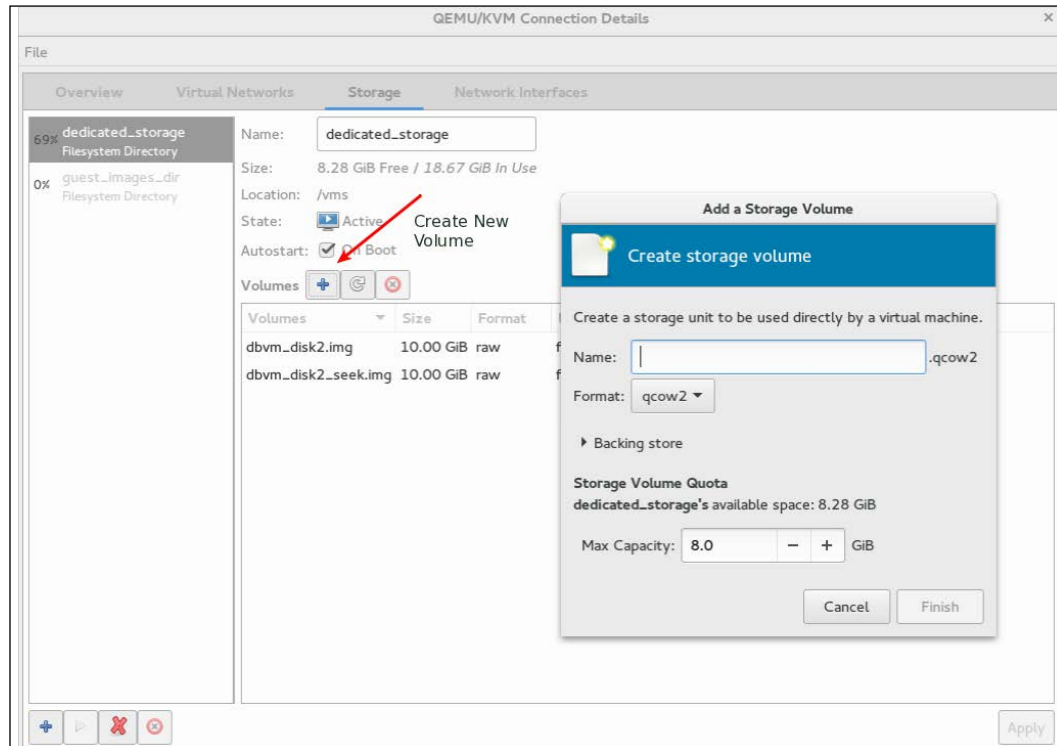 QEMU/KVM Connection Details
File
Overview Virtual Networks Storage Network Interfaces
69% dedicated_storage
Filesystem Directory
0% guest_images_dir
Filesystem Directory
Name: dedicated_storage
Size: 8.28 GiB Free / 18.67 GiB In Use
Location: /vms
State: Active
Autostart: On Boot
Create New
Volume
Volumes
Volumes Size Format
dbvm_disk2.img 10.00 GiB raw
dbvm_disk2_seek.img 10.00 GiB raw
Add a Storage Volume
Create storage volume
Create a storage unit to be used directly by a virtual machine.
Name: .qcow2
Format: qcow2
Backing store
Storage Volume Quota
dedicated_storage's available space: 8.28 GiB
Max Capacity: 8.0 GiB
Cancel Finish
Apply